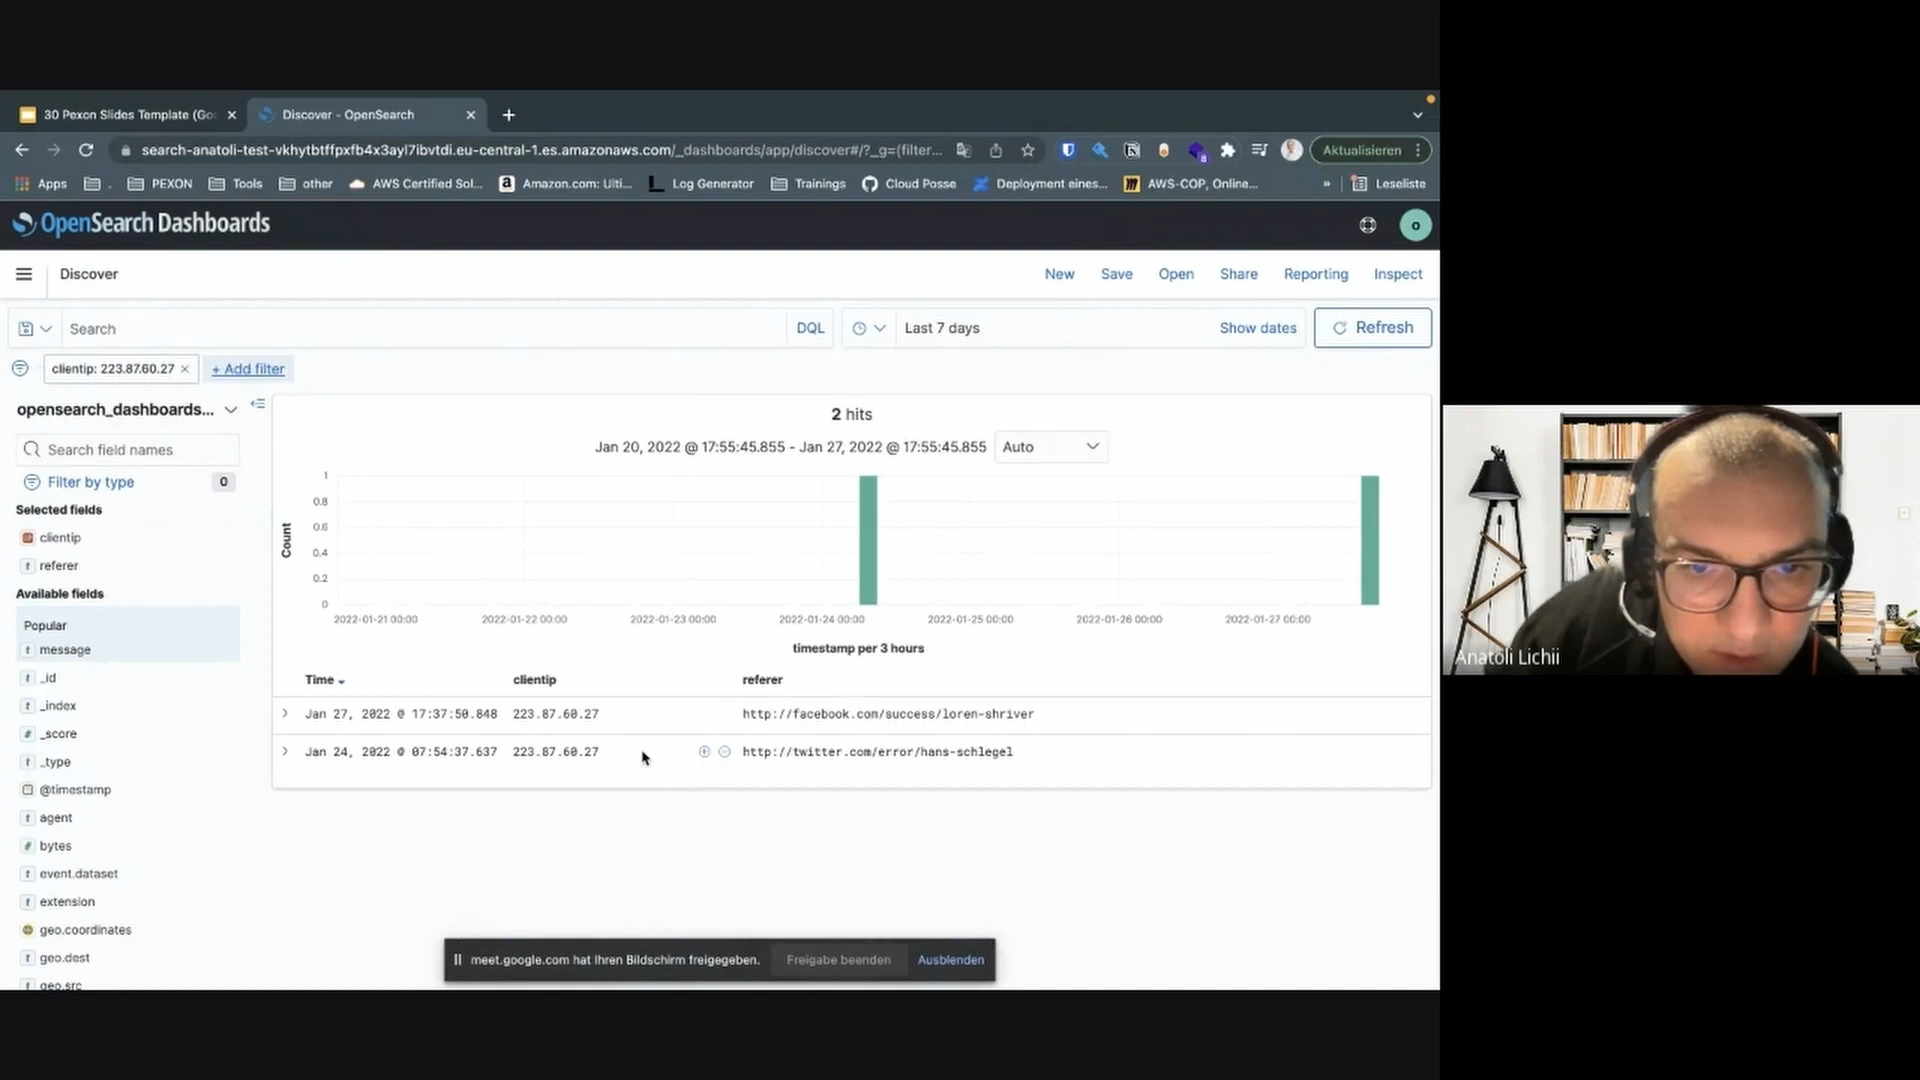 30 Pexon Slides Template (Goo
Discover - OpenSearch
search-anatoli-test-vkhytbtffpxfb4x3ayl7ibvtdi.eu-central-1.es.amazonaws.com/_dashboards/app/discover#/?_g=(filter...
8
Aktualisieren
Apps
.
PEXON
Tools
other
AWS Certified Sol...
Amazon.com: Ulti...
Log Generator
Trainings
Cloud Posse
Deployment eines...
AWS-COP, Online...
»
Leseliste
OpenSearch Dashboards
o
Discover
New
Save
Open
Share
Reporting
Inspect
Search
DQL
Last 7 days
Show dates
Refresh
clientip: 223.87.60.27 ×
+ Add filter
opensearch_dashboards...
Search field names
Filter by type
0
Selected fields
clientip
t referer
Available fields
Popular
t message
t _id
t _index
# _score
t _type
@timestamp
t agent
# bytes
t event.dataset
t extension
geo.coordinates
t geo.dest
t geo.src
2 hits
Jan 20, 2022 @ 17:55:45.855 - Jan 27, 2022 @ 17:55:45.855
Auto
Count
1
0.8
0.6
0.4
0.2
0
2022-01-21 00:00
2022-01-22 00:00
2022-01-23 00:00
2022-01-24 00:00
2022-01-25 00:00
2022-01-26 00:00
2022-01-27 00:00
timestamp per 3 hours
Time
clientip
referer
Jan 27, 2022 @ 17:37:50.848 223.87.60.27 http://facebook.com/success/loren-shriver
Jan 24, 2022 @ 07:54:37.637 223.87.60.27 http://twitter.com/error/hans-schlegel
meet.google.com hat Ihren Bildschirm freigegeben.
Freigabe beenden
Ausblenden
Anatoli Lichii